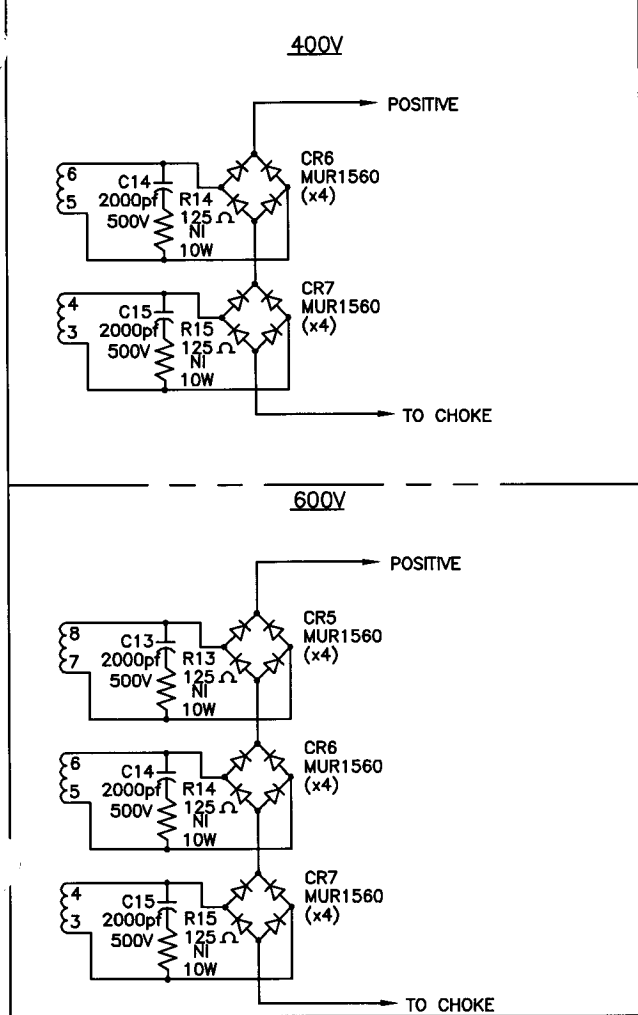 400V
POSITIVE
CR6
MUR1560
(x4)
6
5
C14
2000pf
500V
R14
125 Ω
NI
10W
CR7
MUR1560
(x4)
4
3
C15
2000pf
500V
R15
125 Ω
NI
10W
TO CHOKE
600V
POSITIVE
CR5
MUR1560
(x4)
8
7
C13
2000pf
500V
R13
125 Ω
NI
10W
CR6
MUR1560
(x4)
6
5
C14
2000pf
500V
R14
125 Ω
NI
10W
CR7
MUR1560
(x4)
4
3
C15
2000pf
500V
R15
125 Ω
NI
10W
TO CHOKE